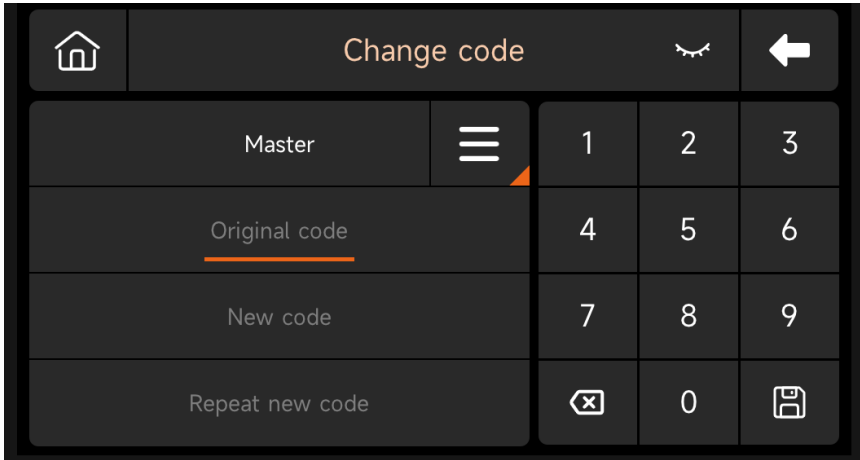 Change code
Master
Original code
New code
Repeat new code
1 2 3
4 5 6
7 8 9
0